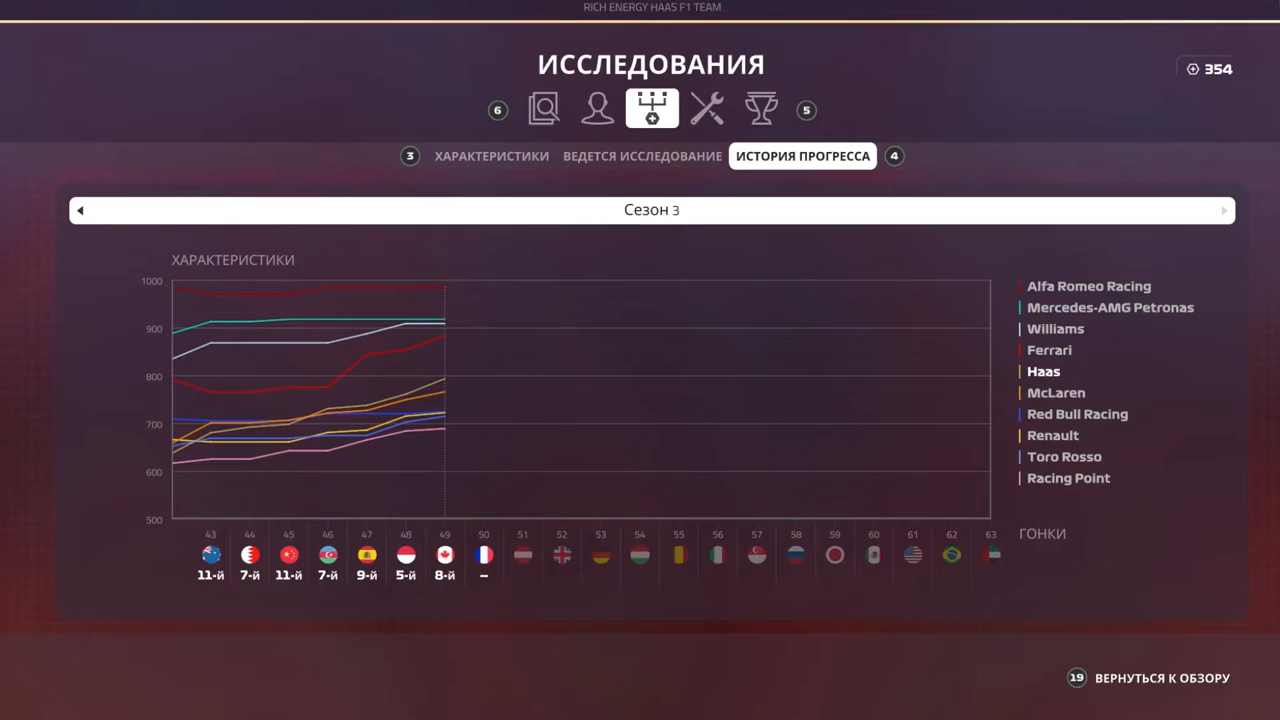 RICH ENERGY HAAS F1 TEAM
ИССЛЕДОВАНИЯ
354
6
5
3 ХАРАКТЕРИСТИКИ ВЕДЕТСЯ ИССЛЕДОВАНИЕ ИСТОРИЯ ПРОГРЕССА 4
Сезон 3
ХАРАКТЕРИСТИКИ
1000
900
800
700
600
500
Alfa Romeo Racing
Mercedes-AMG Petronas
Williams
Ferrari
Haas
McLaren
Red Bull Racing
Renault
Toro Rosso
Racing Point
43 44 45 46 47 48 49 50 51 52 53 54 55 56 57 58 59 60 61 62 63 ГОНКИ
11-й 7-й 11-й 7-й 9-й 5-й 8-й –
19 ВЕРНУТЬСЯ К ОБЗОРУ